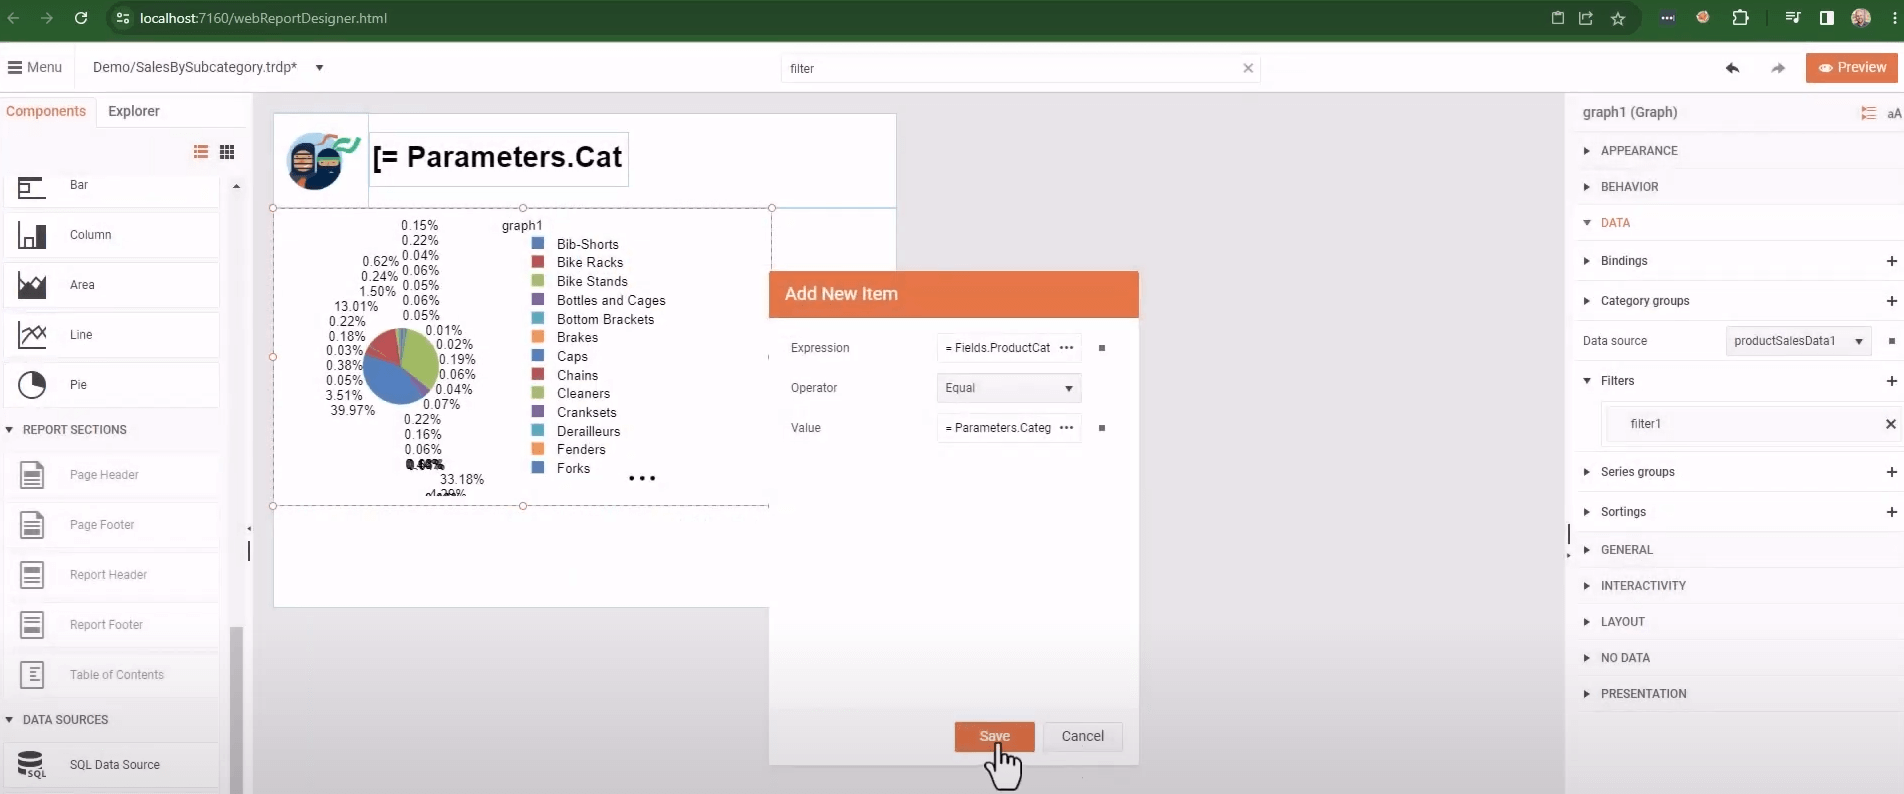 localhost:7160/webReportDesigner.html
Menu
Demo/SalesBySubcategory.trdp*
filter
Preview
Components
Explorer
Bar
Column
Area
Line
Pie
REPORT SECTIONS
Page Header
Page Footer
Report Header
Report Footer
Table of Contents
DATA SOURCES
SQL
SQL Data Source
[= Parameters.Cat
graph1
0.15%
0.22%
0.04%
0.62%
0.06%
0.24%
0.05%
1.50%
0.06%
13.01%
0.05%
0.22%
0.01%
0.18%
0.02%
0.03%
0.19%
0.38%
0.06%
0.05%
0.04%
3.51%
0.07%
39.97%
0.22%
0.16%
0.06%
33.18%
Bib-Shorts
Bike Racks
Bike Stands
Bottles and Cages
Bottom Brackets
Brakes
Caps
Chains
Cleaners
Cranksets
Derailleurs
Fenders
Forks
Add New Item
Expression
= Fields.ProductCat
Operator
Equal
Value
= Parameters.Categ
Save
Cancel
graph1 (Graph)
aA
APPEARANCE
BEHAVIOR
DATA
Bindings
Category groups
Data source
productSalesData1
Filters
filter1
Series groups
Sortings
GENERAL
INTERACTIVITY
LAYOUT
NO DATA
PRESENTATION